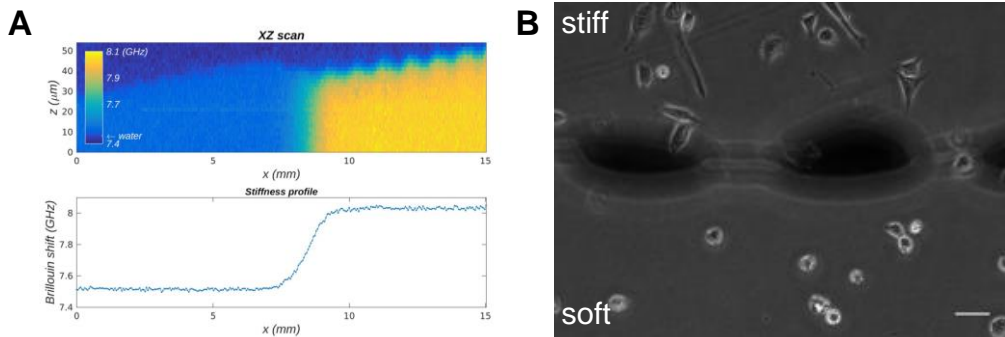 A
XZ scan
8.1 (GHz)
7.9
7.7
← water
7.4
50
40
30
20
10
0
z (μm)
0
5
10
15
x (mm)
Stiffness profile
8
7.8
7.6
7.4
Brillouin shift (GHz)
0
5
10
15
x (mm)
B
stiff
soft